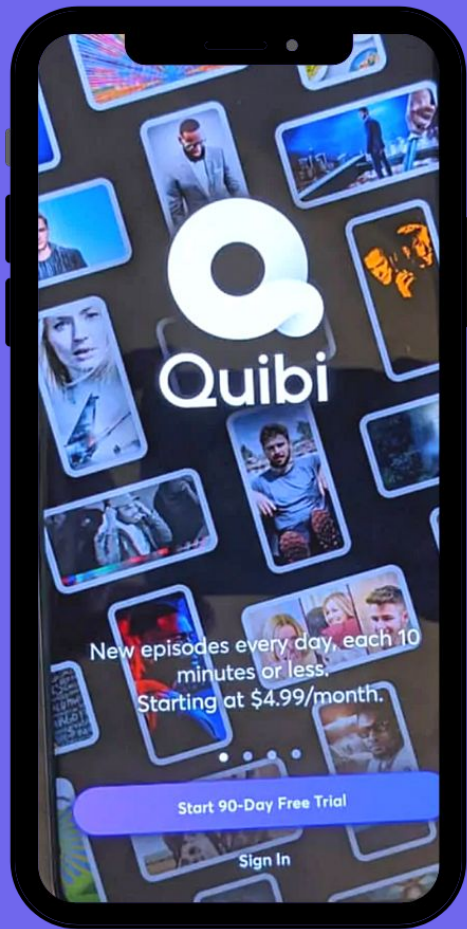 Quibi
New episodes every day, each 10
minutes or less.
Starting at $4.99/month.
Start 90-Day Free Trial
Sign In